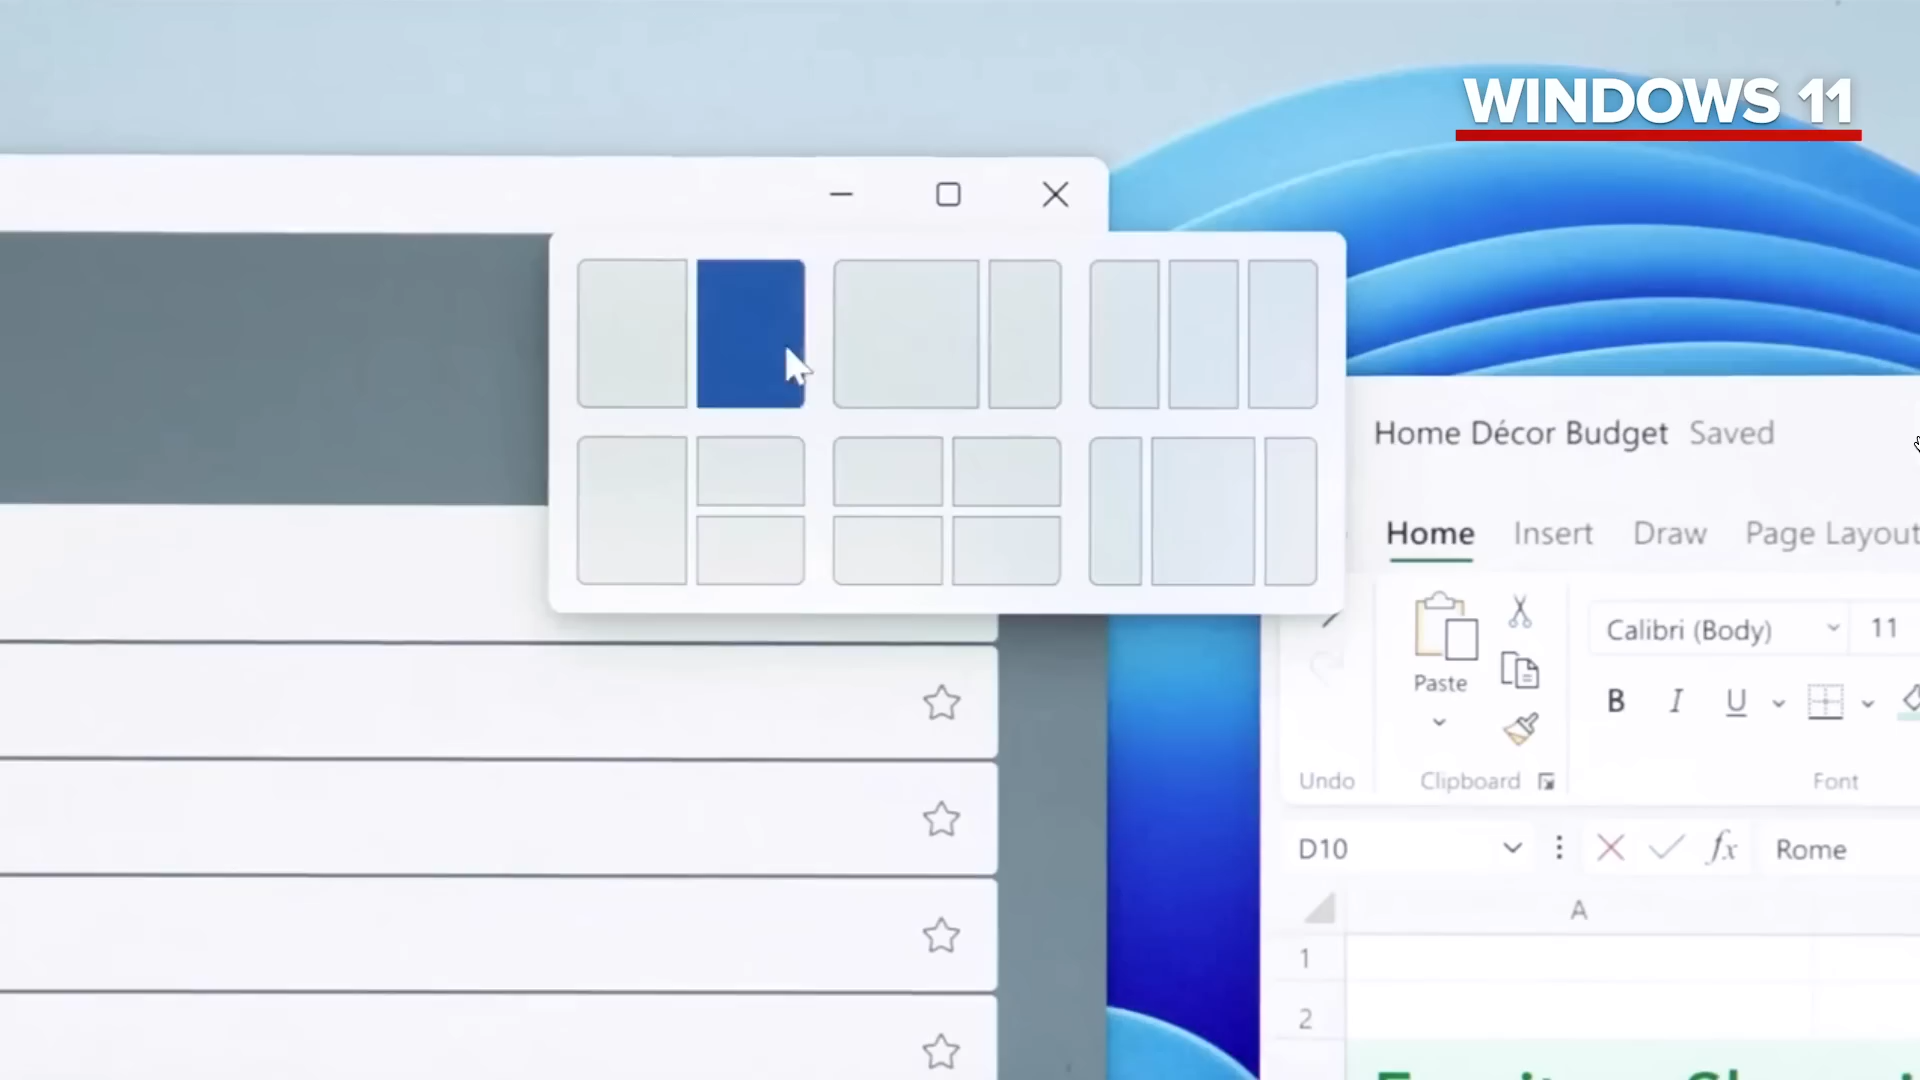 WINDOWS 11
Home Décor Budget Saved
Home Insert Draw Page Layout
Calibri (Body) 11
Paste
B I U
Undo Clipboard Font
D10 fx Rome
A
1
2